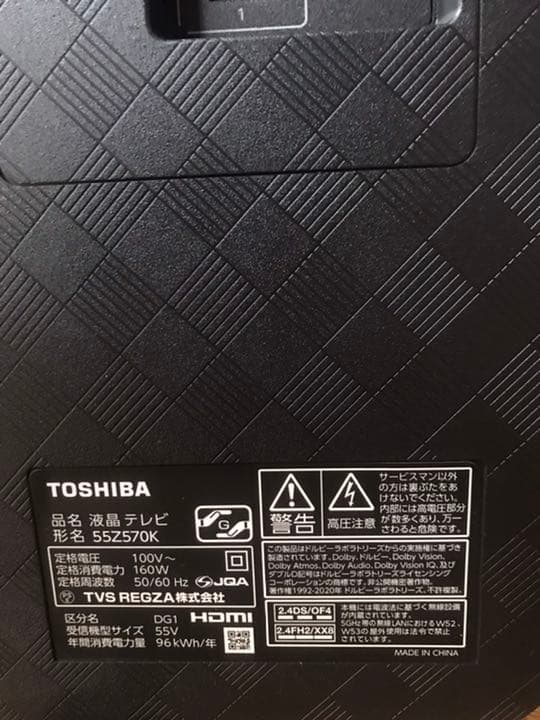 1
TOSHIBA
品名 液晶 テレビ
形名 55Z570K
G
定格電圧 100V～
定格消費電力 160W
定格周波数 50/60 Hz
JQA
TVS REGZA株式会社
区分名 DG1
HDMI
受信機型サイズ 55V
年間消費電力量 96kWh/年
警告
高圧注意
サービスマン以外
の方は裏ぶたをあ
けないでください。
内部には高電圧部分
が数多くあり、万一
さわると危険です。
この製品はドルビーラボラトリーズからの実施権に基づき
製造されています。Dolby、ドルビー、Dolby Vision、
Dolby Atmos、Dolby Audio、Dolby Vision IQ、及び
ダブルD記号はドルビーラボラトリーズライセンシング
コーポレーションの商標です。非公開機密著作物。
著作権1992-2020年 ドルビーラボラトリーズ。不許複製。
2.4DS/OF4
2.4FH2/XX8
本機には電波法に基づく無線設備
が内蔵されています。
5GHz帯の無線LANにおけるW52、
W53の屋外使用は法令で禁止
されています。
MADE IN CHINA